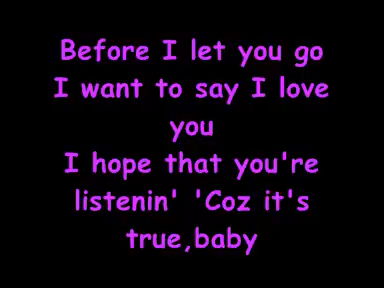 Before I let you go
I want to say I love
you
I hope that you're
listenin' 'Coz it's
true,baby